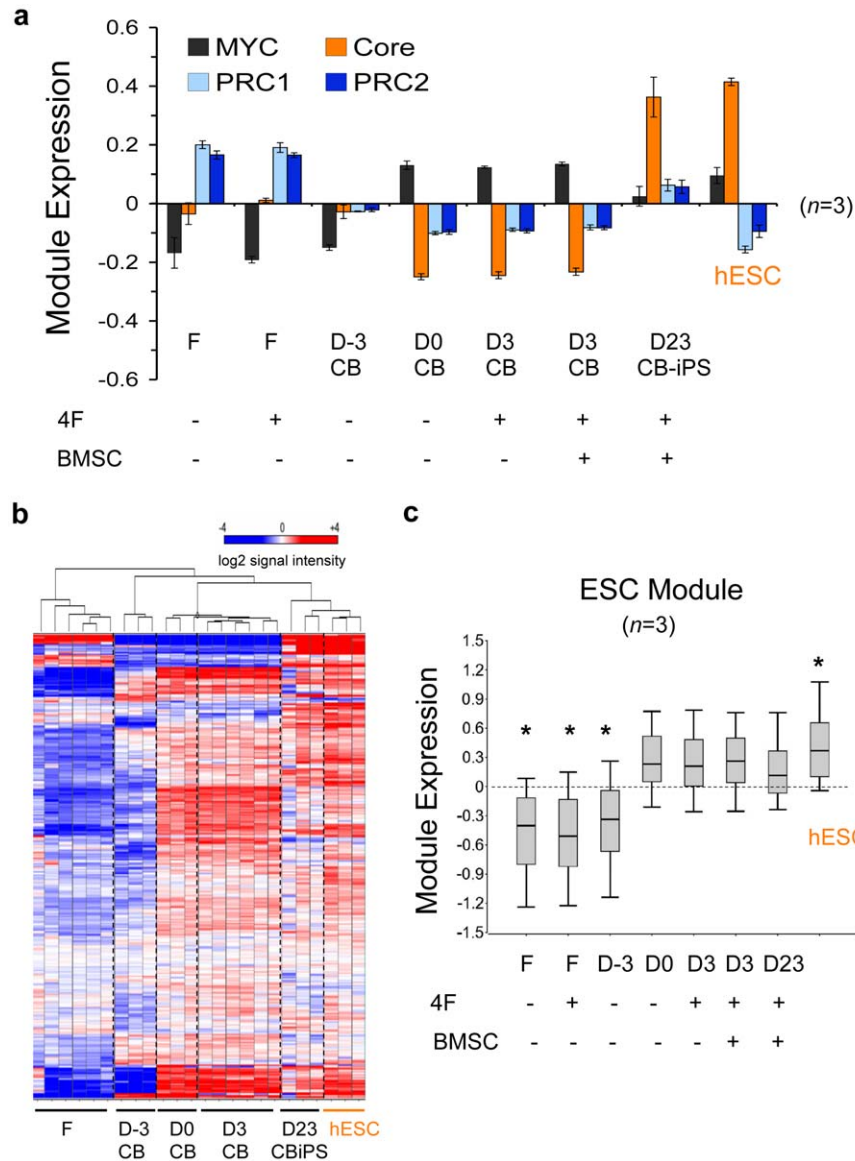 a
0.6
0.4
0.2
0
-0.2
-0.4
-0.6
Module Expression
MYC Core
PRC1 PRC2
(n=3)
hESC
F F D-3 D0 D3 D3 D23
CB CB CB CB CB-iPS
4F - + - - + + +
BMSC - - - - - + +
b
-4 0 +4
log2 signal intensity
F D-3 D0 D3 D23 hESC
CB CB CB CBiPS
c
ESC Module
(n=3)
1.5
1.2
0.9
0.6
0.3
0
-0.3
-0.6
-0.9
-1.2
-1.5
Module Expression
* * * *
hESC
F F D-3 D0 D3 D3 D23
4F - + - - + + +
BMSC - - - - - + +